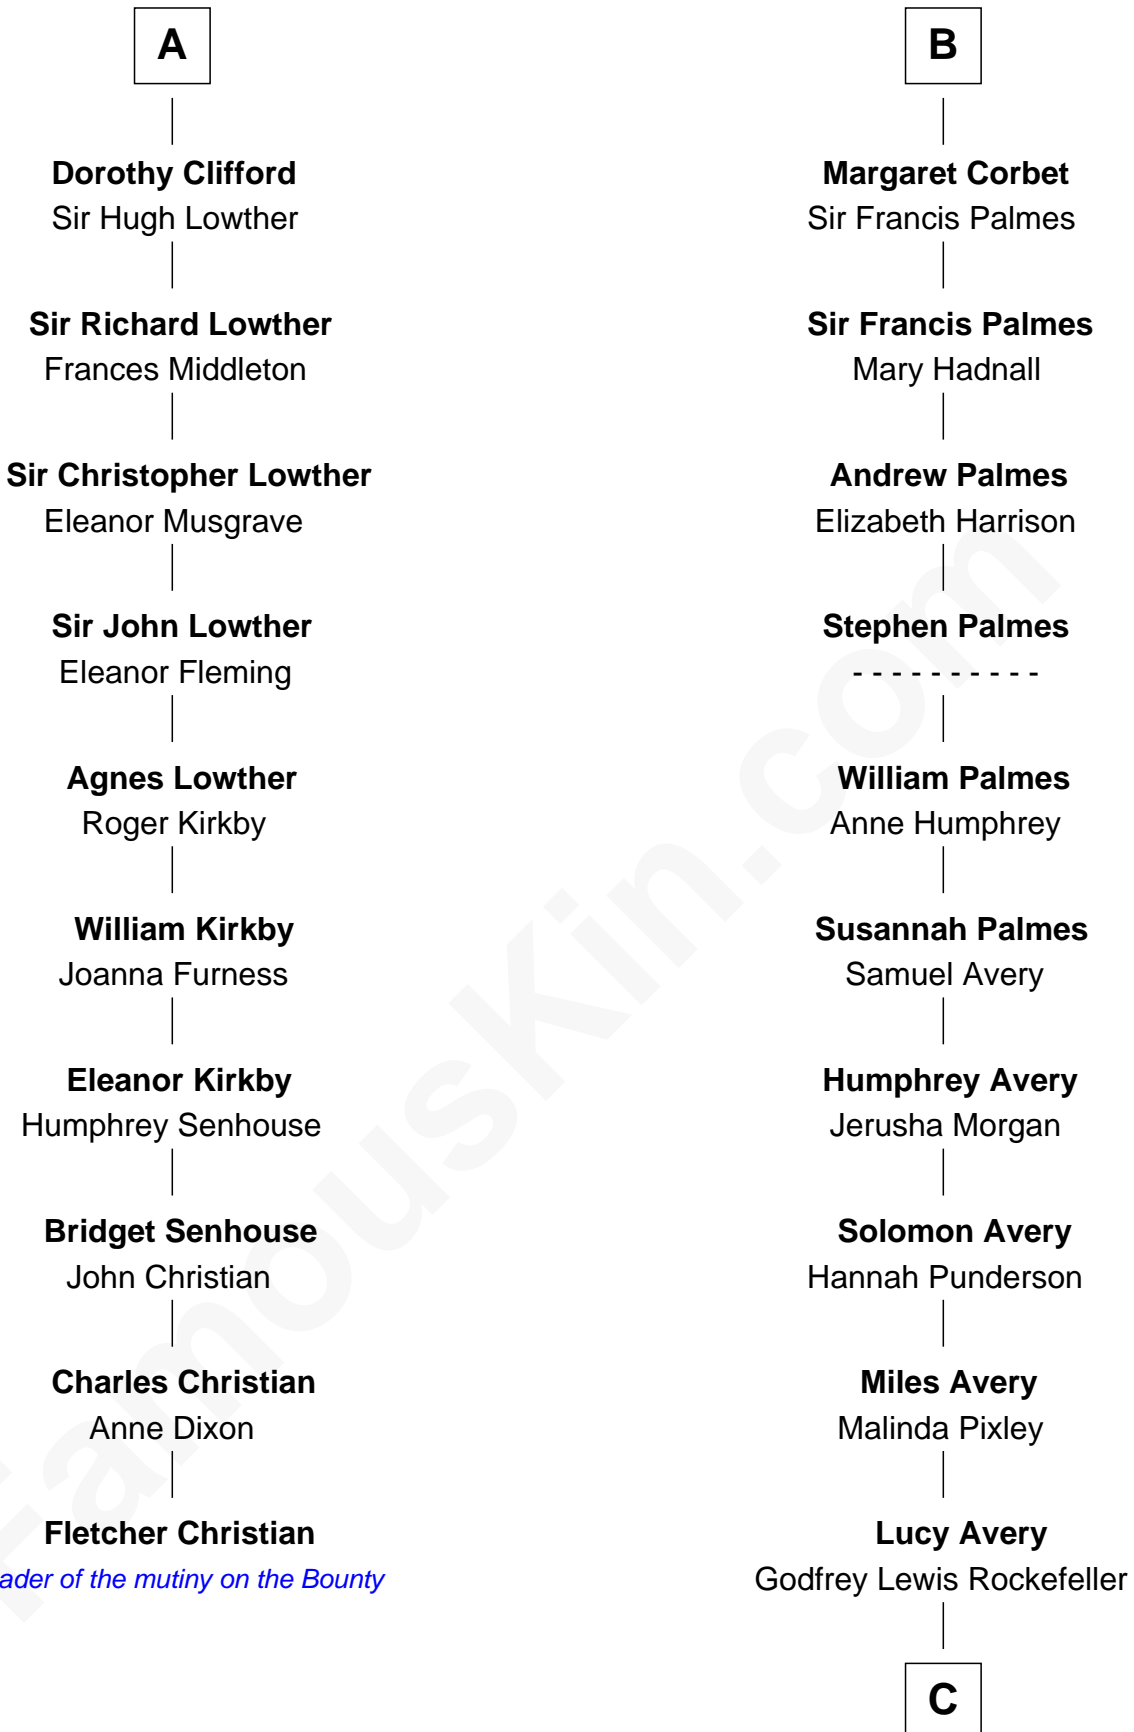 A
Dorothy Clifford
Sir Hugh Lowther
Sir Richard Lowther
Frances Middleton
Sir Christopher Lowther
Eleanor Musgrave
Sir John Lowther
Eleanor Fleming
Agnes Lowther
Roger Kirkby
William Kirkby
Joanna Furness
Eleanor Kirkby
Humphrey Senhouse
Bridget Senhouse
John Christian
Charles Christian
Anne Dixon
Fletcher Christian
ader of the mutiny on the Bounty
B
Margaret Corbet
Sir Francis Palmes
Sir Francis Palmes
Mary Hadnall
Andrew Palmes
Elizabeth Harrison
Stephen Palmes
- - - - - - - - - -
William Palmes
Anne Humphrey
Susannah Palmes
Samuel Avery
Humphrey Avery
Jerusha Morgan
Solomon Avery
Hannah Punderson
Miles Avery
Malinda Pixley
Lucy Avery
Godfrey Lewis Rockefeller
C
FamousKin.com